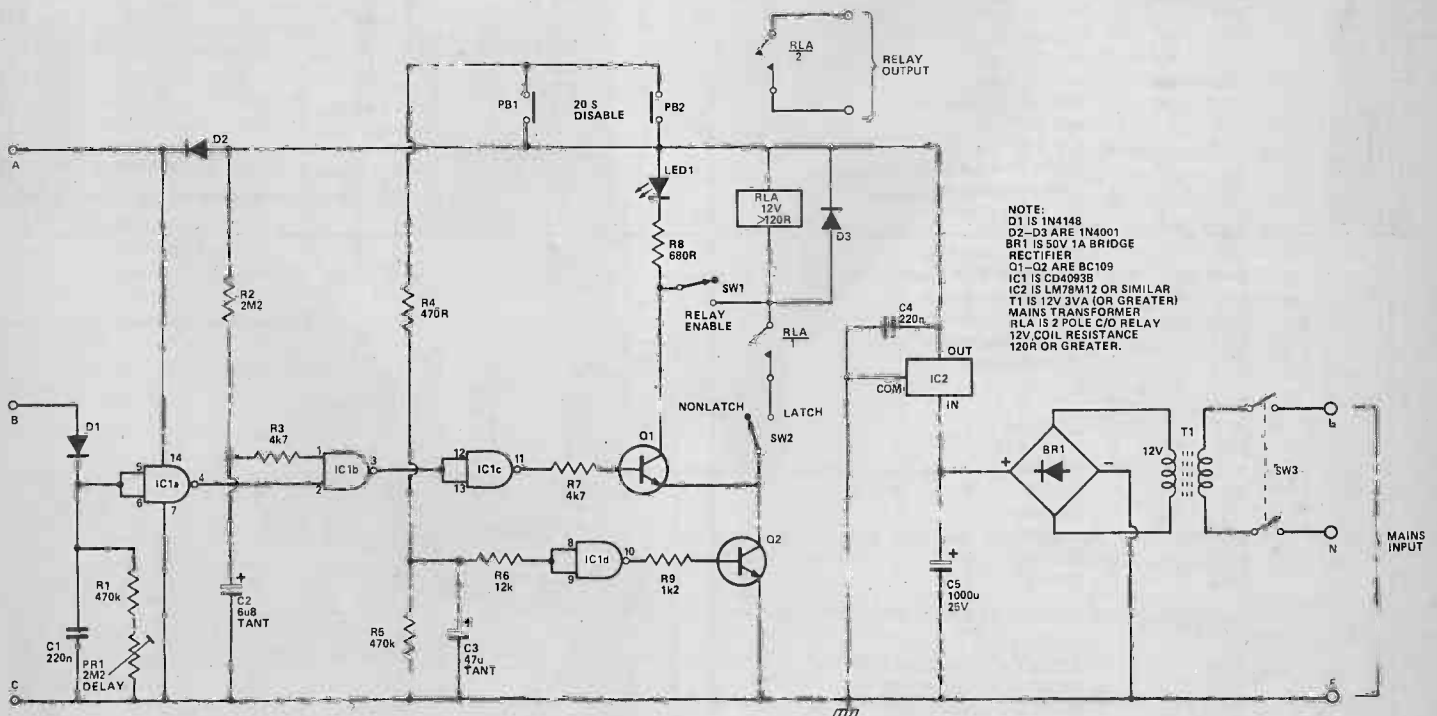 RLA
2
RELAY
OUTPUT
PB1
20 S
DISABLE
PB2
D2
A
LED1
RLA
12V
>120R
D3
R8
680R
NOTE:
D1 IS 1N4148
D2-D3 ARE 1N4001
BR1 IS 50V 1A BRIDGE
RECTIFIER
Q1-Q2 ARE BC109
IC1 IS CD4093B
IC2 IS LM78M12 OR SIMILAR
T1 IS 12V 3VA (OR GREATER)
MAINS TRANSFORMER
RLA IS 2 POLE C/O RELAY
12V, COIL RESISTANCE
120R OR GREATER.
R2
2M2
R4
470R
SW1
RELAY
ENABLE
RLA
1
C4
220n
OUT
COM
IC2
IN
B
D1
NONLATCH
LATCH
SW2
R3
4k7
14
5
6
IC1a
4
7
1
2
IC1b
3
12
13
IC1c
11
R7
4k7
Q1
+
BR1
–
12V
T1
SW3
N
MAINS
INPUT
R1
470k
C1
220n
PR1
2M2
DELAY
+
C2
6u8
TANT
R5
470k
+
C3
47u
TANT
R6
12k
8
9
IC1d
10
R9
1k2
Q2
+
C5
1000u
25V
C
E